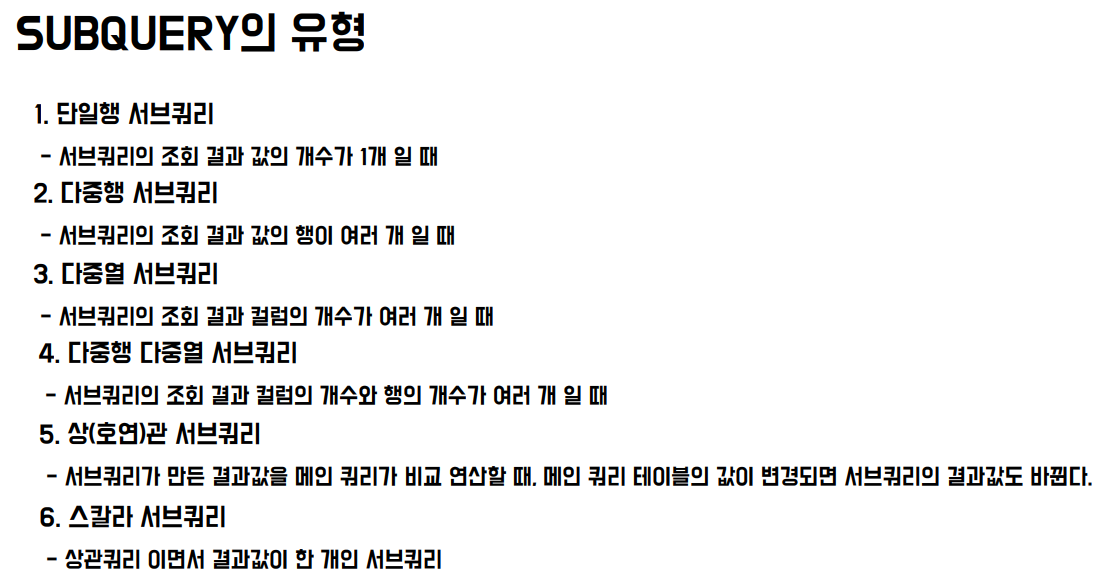 SUBQUERY의 유형
1. 단일행 서브쿼리
- 서브쿼리의 조회 결과 값의 개수가 1개 일 때
2. 다중행 서브쿼리
- 서브쿼리의 조회 결과 값의 행이 여러 개 일 때
3. 다중열 서브쿼리
- 서브쿼리의 조회 결과 컬럼의 개수가 여러 개 일 때
4. 다중행 다중열 서브쿼리
- 서브쿼리의 조회 결과 컬럼의 개수와 행의 개수가 여러 개 일 때
5. 상(호연)관 서브쿼리
- 서브쿼리가 만든 결과값을 메인 쿼리가 비교 연산할 때, 메인 쿼리 테이블의 값이 변경되면 서브쿼리의 결과값도 바뀐다.
6. 스칼라 서브쿼리
- 상관쿼리 이면서 결과값이 한 개인 서브쿼리